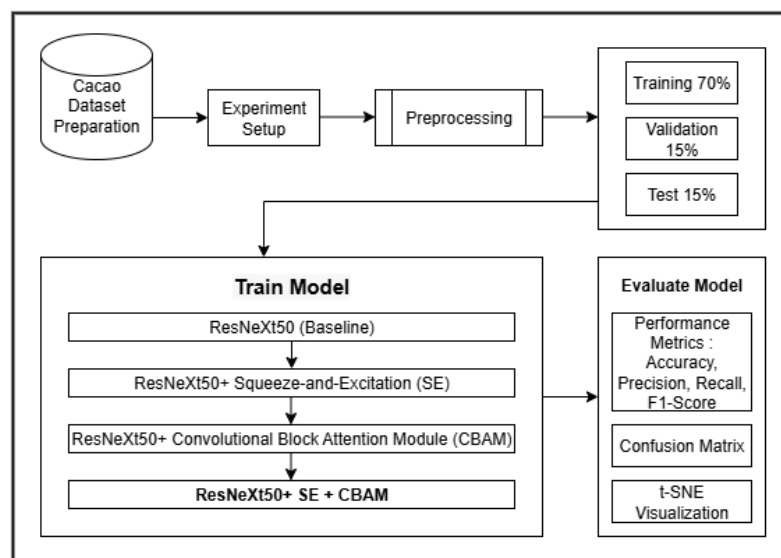 Cacao
Dataset
Preparation
Experiment
Setup
Preprocessing
Training 70%
Validation
15%
Test 15%
Train Model
ResNeXt50 (Baseline)
ResNeXt50+ Squeeze-and-Excitation (SE)
ResNeXt50+ Convolutional Block Attention Module (CBAM)
ResNeXt50+ SE + CBAM
Evaluate Model
Performance
Metrics :
Accuracy,
Precision, Recall,
F1-Score
Confusion Matrix
t-SNE
Visualization